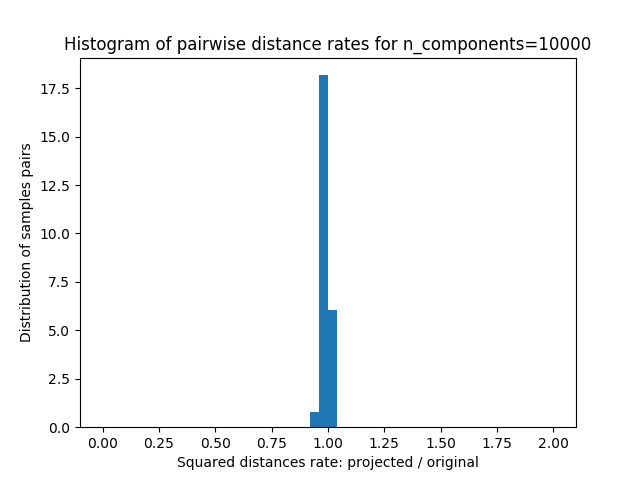 Histogram of pairwise distance rates for n_components=10000
17.5
15.0
12.5
10.0
7.5
5.0
2.5
0.0
Distribution of samples pairs
0.00 0.25 0.50 0.75 1.00 1.25 1.50 1.75 2.00
Squared distances rate: projected / original